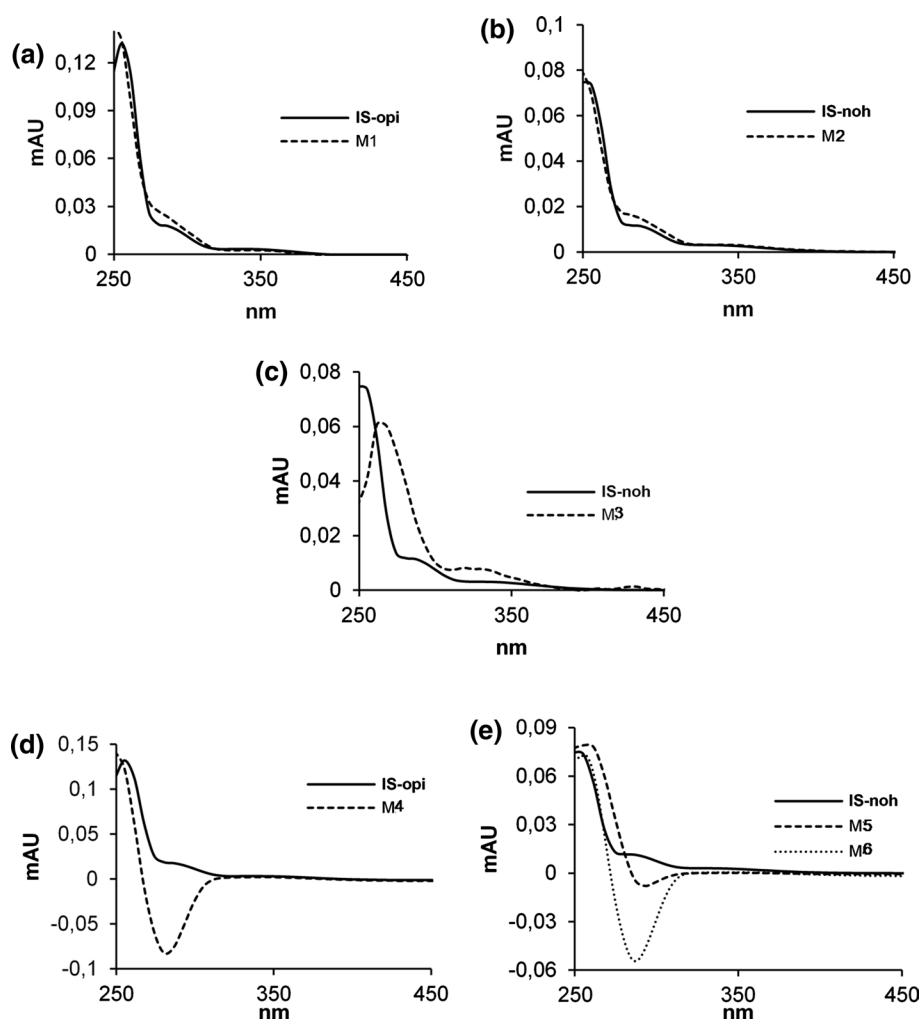 (a)
mAU
0,12
0,09
0,06
0,03
0
250 350 450
nm
IS-opi
M1
(b)
mAU
0,1
0,08
0,06
0,04
0,02
0
250 350 450
nm
IS-noh
M2
(c)
mAU
0,08
0,06
0,04
0,02
0
250 350 450
nm
IS-noh
M3
(d)
mAU
0,15
0,1
0,05
0
-0,05
-0,1
250 350 450
nm
IS-opi
M4
(e)
mAU
0,09
0,06
0,03
0
-0,03
-0,06
250 350 450
nm
IS-noh
M5
M6